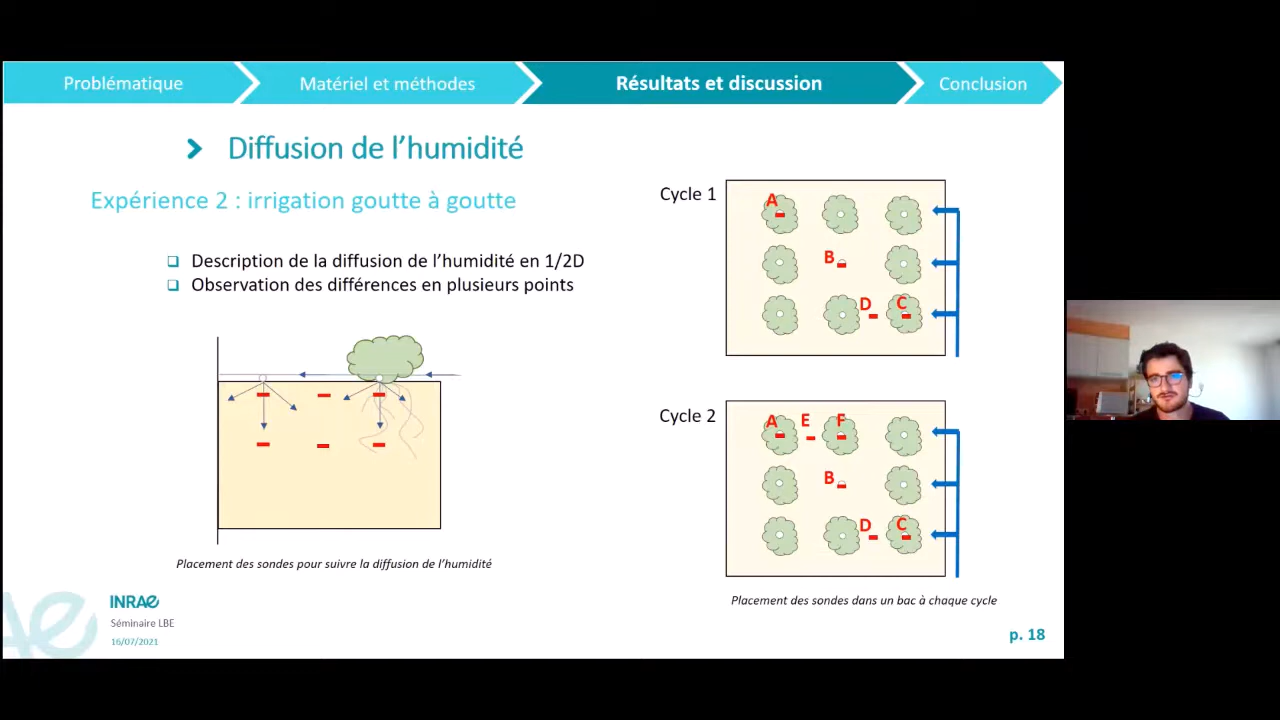 Problématique
Matériel et méthodes
Résultats et discussion
Conclusion
Diffusion de l’humidité
Expérience 2 : irrigation goutte à goutte
Description de la diffusion de l’humidité en 1/2D
Observation des différences en plusieurs points
Placement des sondes pour suivre la diffusion de l’humidité
Cycle 1
A
B
D C
Cycle 2
A E F
B
D C
Placement des sondes dans un bac à chaque cycle
INRAE
Séminaire LBE
16/07/2021
p. 18